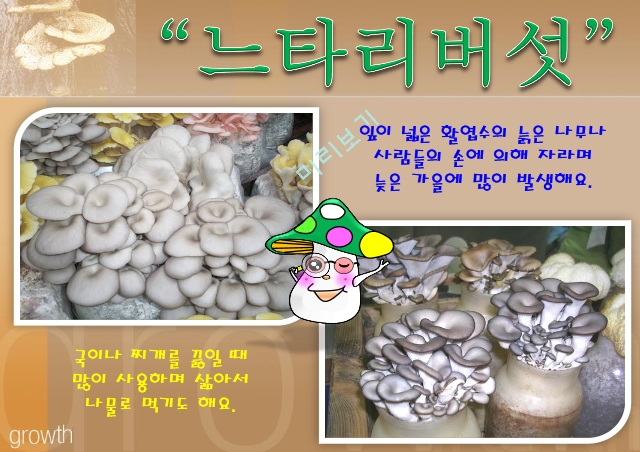 “느타리버섯”
잎이 넓은 활엽수의 늙은 나무나
사람들의 손에 의해 자라며
늦은 가을에 많이 발생해요.
미리보기
국이나 찌개를 끓일 때
많이 사용하며 삶아서
나물로 먹기도 해요.
growth